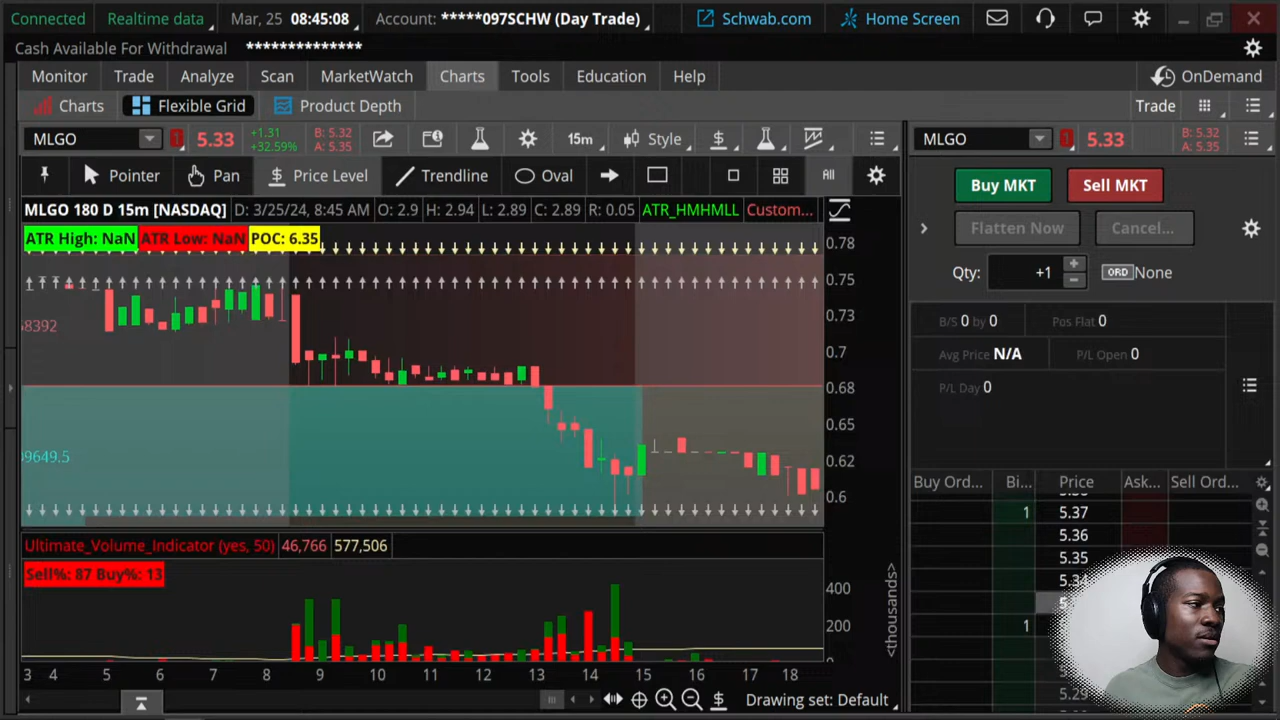 Connected Realtime data Mar, 25 08:45:08 Account: *****097SCHW (Day Trade) Schwab.com Home Screen
Cash Available For Withdrawal **************
Monitor Trade Analyze Scan MarketWatch Charts Tools Education Help OnDemand
Charts Flexible Grid Product Depth Trade
MLGO 1 5.33 +1.31 B: 5.32 15m Style $ MLGO 1 5.33 B: 5.32
+32.59% A: 5.35 A: 5.35
Pointer Pan $ Price Level Trendline Oval All Buy MKT Sell MKT
MLGO 180 D 15m [NASDAQ] D: 3/25/24, 8:45 AM O: 2.9 H: 2.94 L: 2.89 C: 2.89 R: 0.05 ATR_HMHMLL Custom...
Flatten Now Cancel...
ATR High: NaN ATR Low: NaN POC: 6.35 0.78
Qty: +1 ORD None
0.75
0.73
B/S 0 by 0 Pos Flat 0
8392
0.7
Avg Price N/A P/L Open 0
0.68
P/L Day 0
0.65
9649.5 0.62
Buy Ord... Bi... Price Ask... Sell Ord...
0.6
1 5.37
5.36
Ultimate_Volume_Indicator (yes, 50) 46,766 577,506
5.35
Sell%: 87 Buy%: 13
5.34
400
200
1
<thousands>
0
3 4 5 6 7 8 9 10 11 12 13 14 15 16 17 18
5.29
$ Drawing set: Default